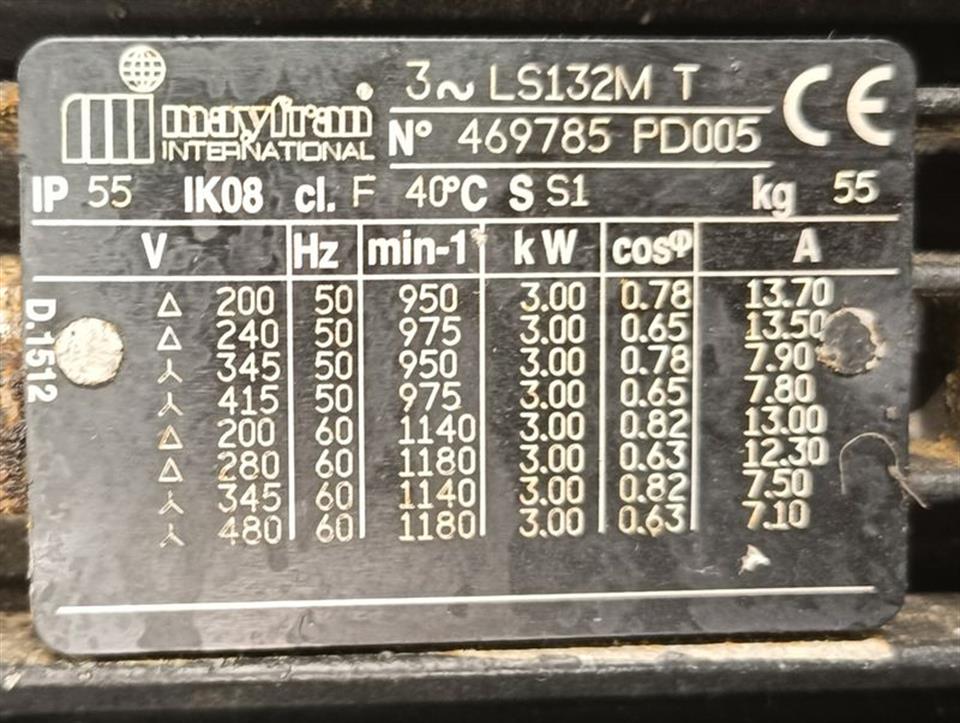 mayfran
INTERNATIONAL
3~ LS132M T
N° 469785 PD005
CE
IP 55 IK08 cl. F 40°C S S1 kg 55
V Hz min-1 kW cosφ A
△ 200 50 950 3.00 0.78 13.70
△ 240 50 975 3.00 0.65 13.50
⅄ 345 50 950 3.00 0.78 7.90
⅄ 415 50 975 3.00 0.65 7.80
△ 200 60 1140 3.00 0.82 13.00
△ 280 60 1180 3.00 0.63 12.30
⅄ 345 60 1140 3.00 0.82 7.50
⅄ 480 60 1180 3.00 0.63 7.10
D.1512